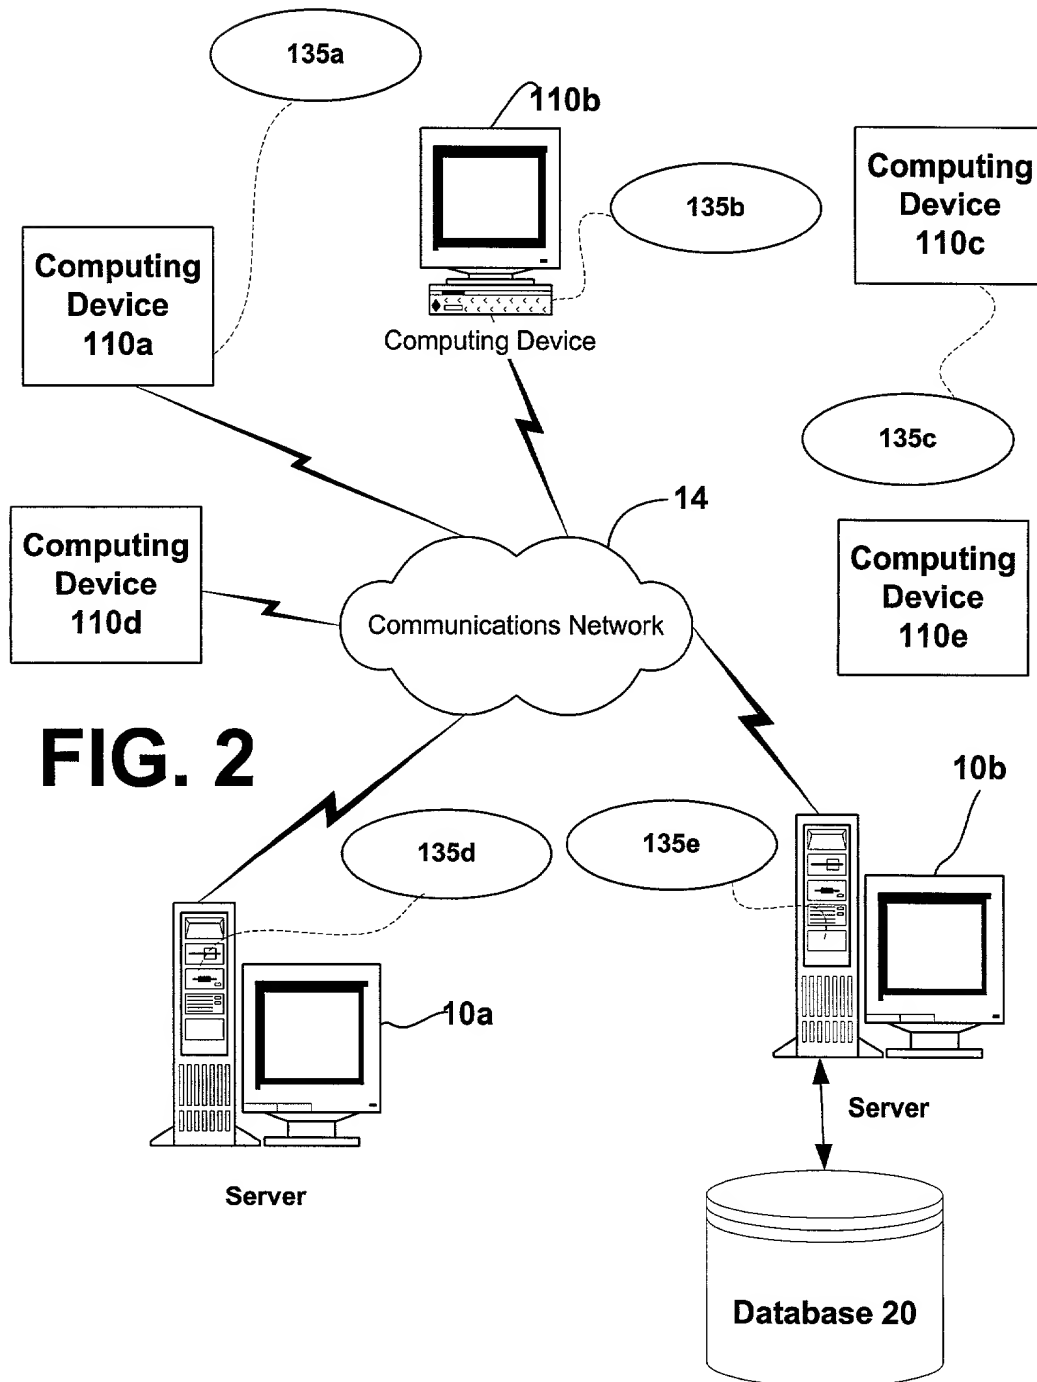 135a
110b
Computing
Device
110c
135b
Computing
Device
110a
Computing Device
135c
14
Computing
Device
110d
Computing
Device
110e
Communications Network
FIG. 2
10b
135d
135e
10a
Server
Server
Database 20